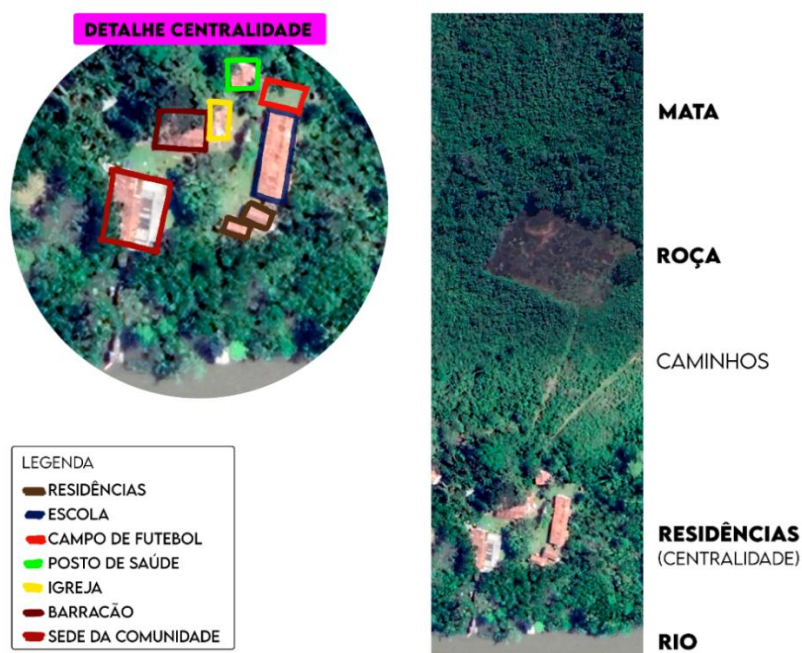 DETALHE CENTRALIDADE
MATA
ROÇA
CAMINHOS
RESIDÊNCIAS
(CENTRALIDADE)
RIO
LEGENDA
RESIDÊNCIAS
ESCOLA
CAMPO DE FUTEBOL
POSTO DE SAÚDE
IGREJA
BARRACÃO
SEDE DA COMUNIDADE